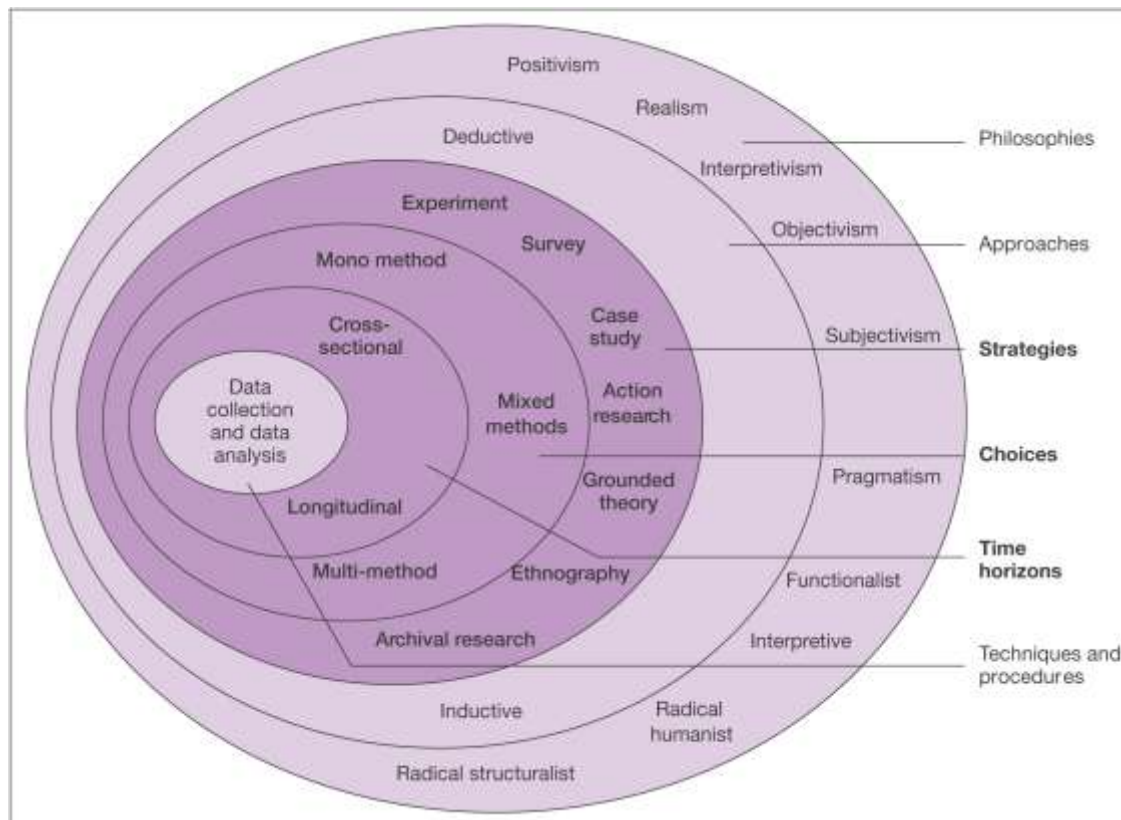 Positivism
Realism
Philosophies
Deductive
Interpretivism
Experiment
Objectivism
Approaches
Survey
Mono method
Case
study
Cross-
sectional
Subjectivism
Strategies
Data
collection
and data
analysis
Mixed
methods
Action
research
Choices
Grounded
theory
Pragmatism
Longitudinal
Time
horizons
Multi-method
Ethnography
Functionalist
Archival research
Interpretive
Techniques and
procedures
Inductive
Radical
humanist
Radical structuralist